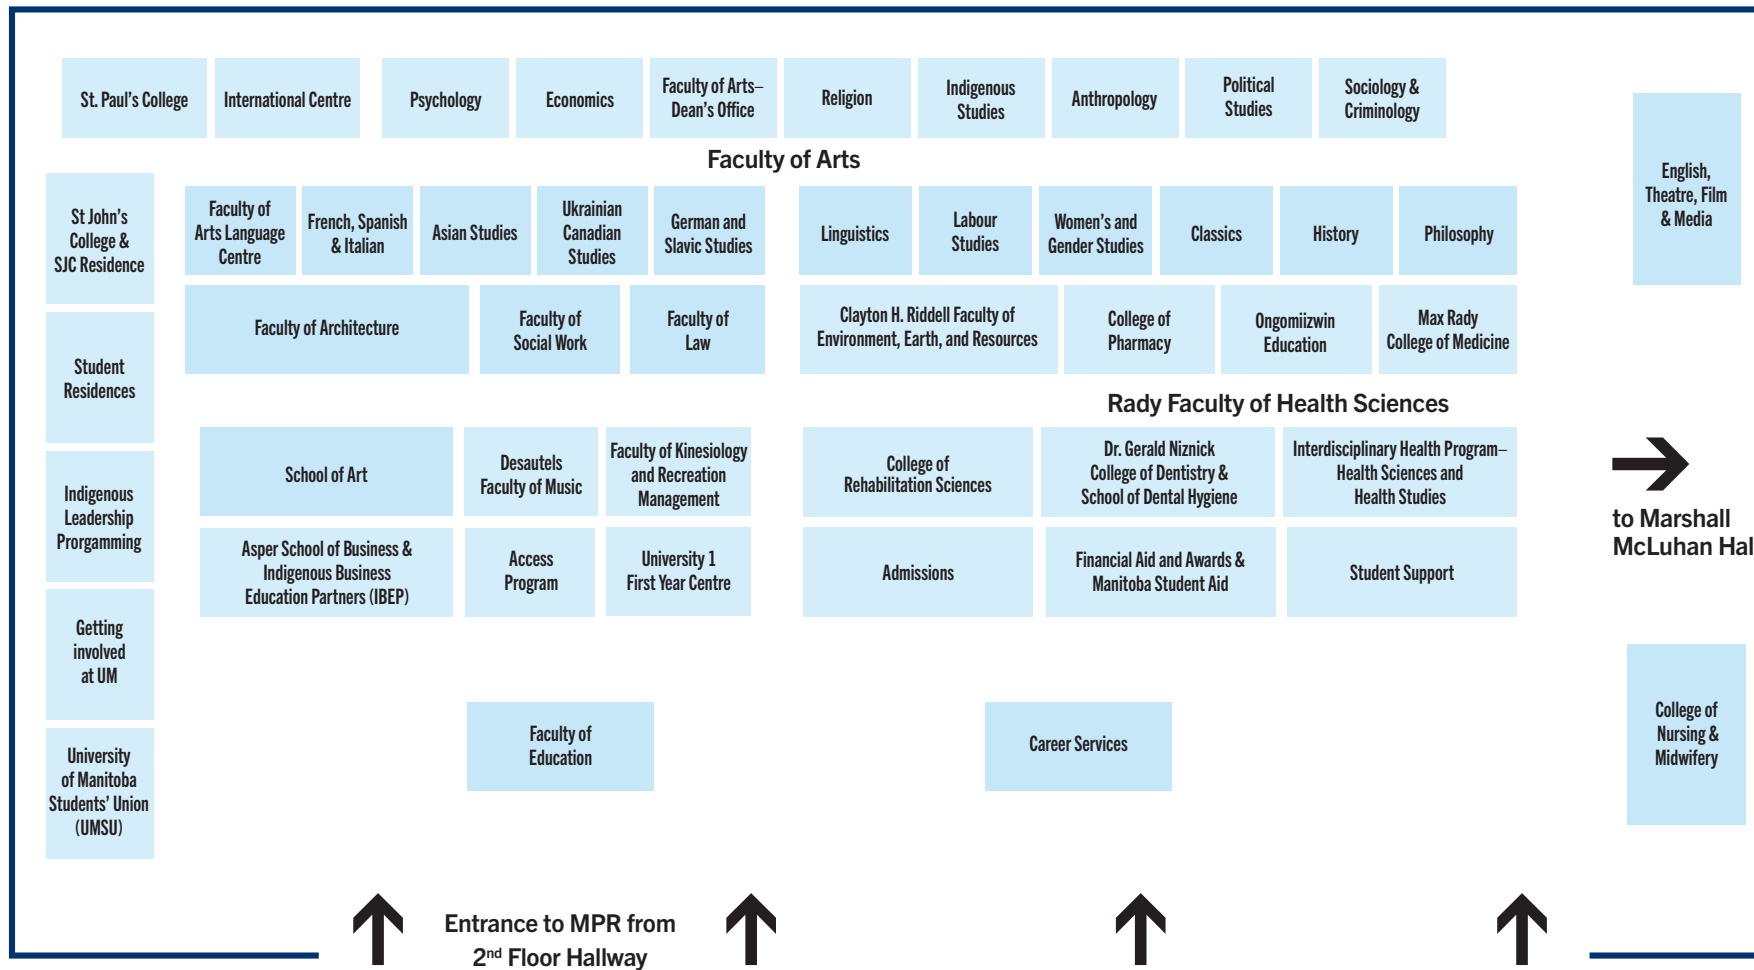 St. Paul's College
International Centre
Psychology
Economics
Faculty of Arts–
Dean's Office
Religion
Indigenous
Studies
Anthropology
Political
Studies
Sociology &
Criminology
English,
Theatre, Film
& Media
Faculty of Arts
St John's
College &
SJC Residence
Faculty of
Arts Language
Centre
French, Spanish
& Italian
Asian Studies
Ukrainian
Canadian
Studies
German and
Slavic Studies
Linguistics
Labour
Studies
Women's and
Gender Studies
Classics
History
Philosophy
Student
Residences
Faculty of Architecture
Faculty of
Social Work
Faculty of
Law
Clayton H. Riddell Faculty of
Environment, Earth, and Resources
College of
Pharmacy
Ongomiizwin
Education
Max Rady
College of Medicine
Rady Faculty of Health Sciences
Indigenous
Leadership
Prorgamming
School of Art
Desautels
Faculty of Music
Faculty of Kinesiology
and Recreation
Management
College of
Rehabilitation Sciences
Dr. Gerald Niznick
College of Dentistry &
School of Dental Hygiene
Interdisciplinary Health Program–
Health Sciences and
Health Studies
to Marshall
McLuhan Hal
Asper School of Business &
Indigenous Business
Education Partners (IBEP)
Access
Program
University 1
First Year Centre
Admissions
Financial Aid and Awards &
Manitoba Student Aid
Student Support
Getting
involved
at UM
Faculty of
Education
Career Services
College of
Nursing &
Midwifery
University
of Manitoba
Students' Union
(UMSU)
Entrance to MPR from
2nd Floor Hallway